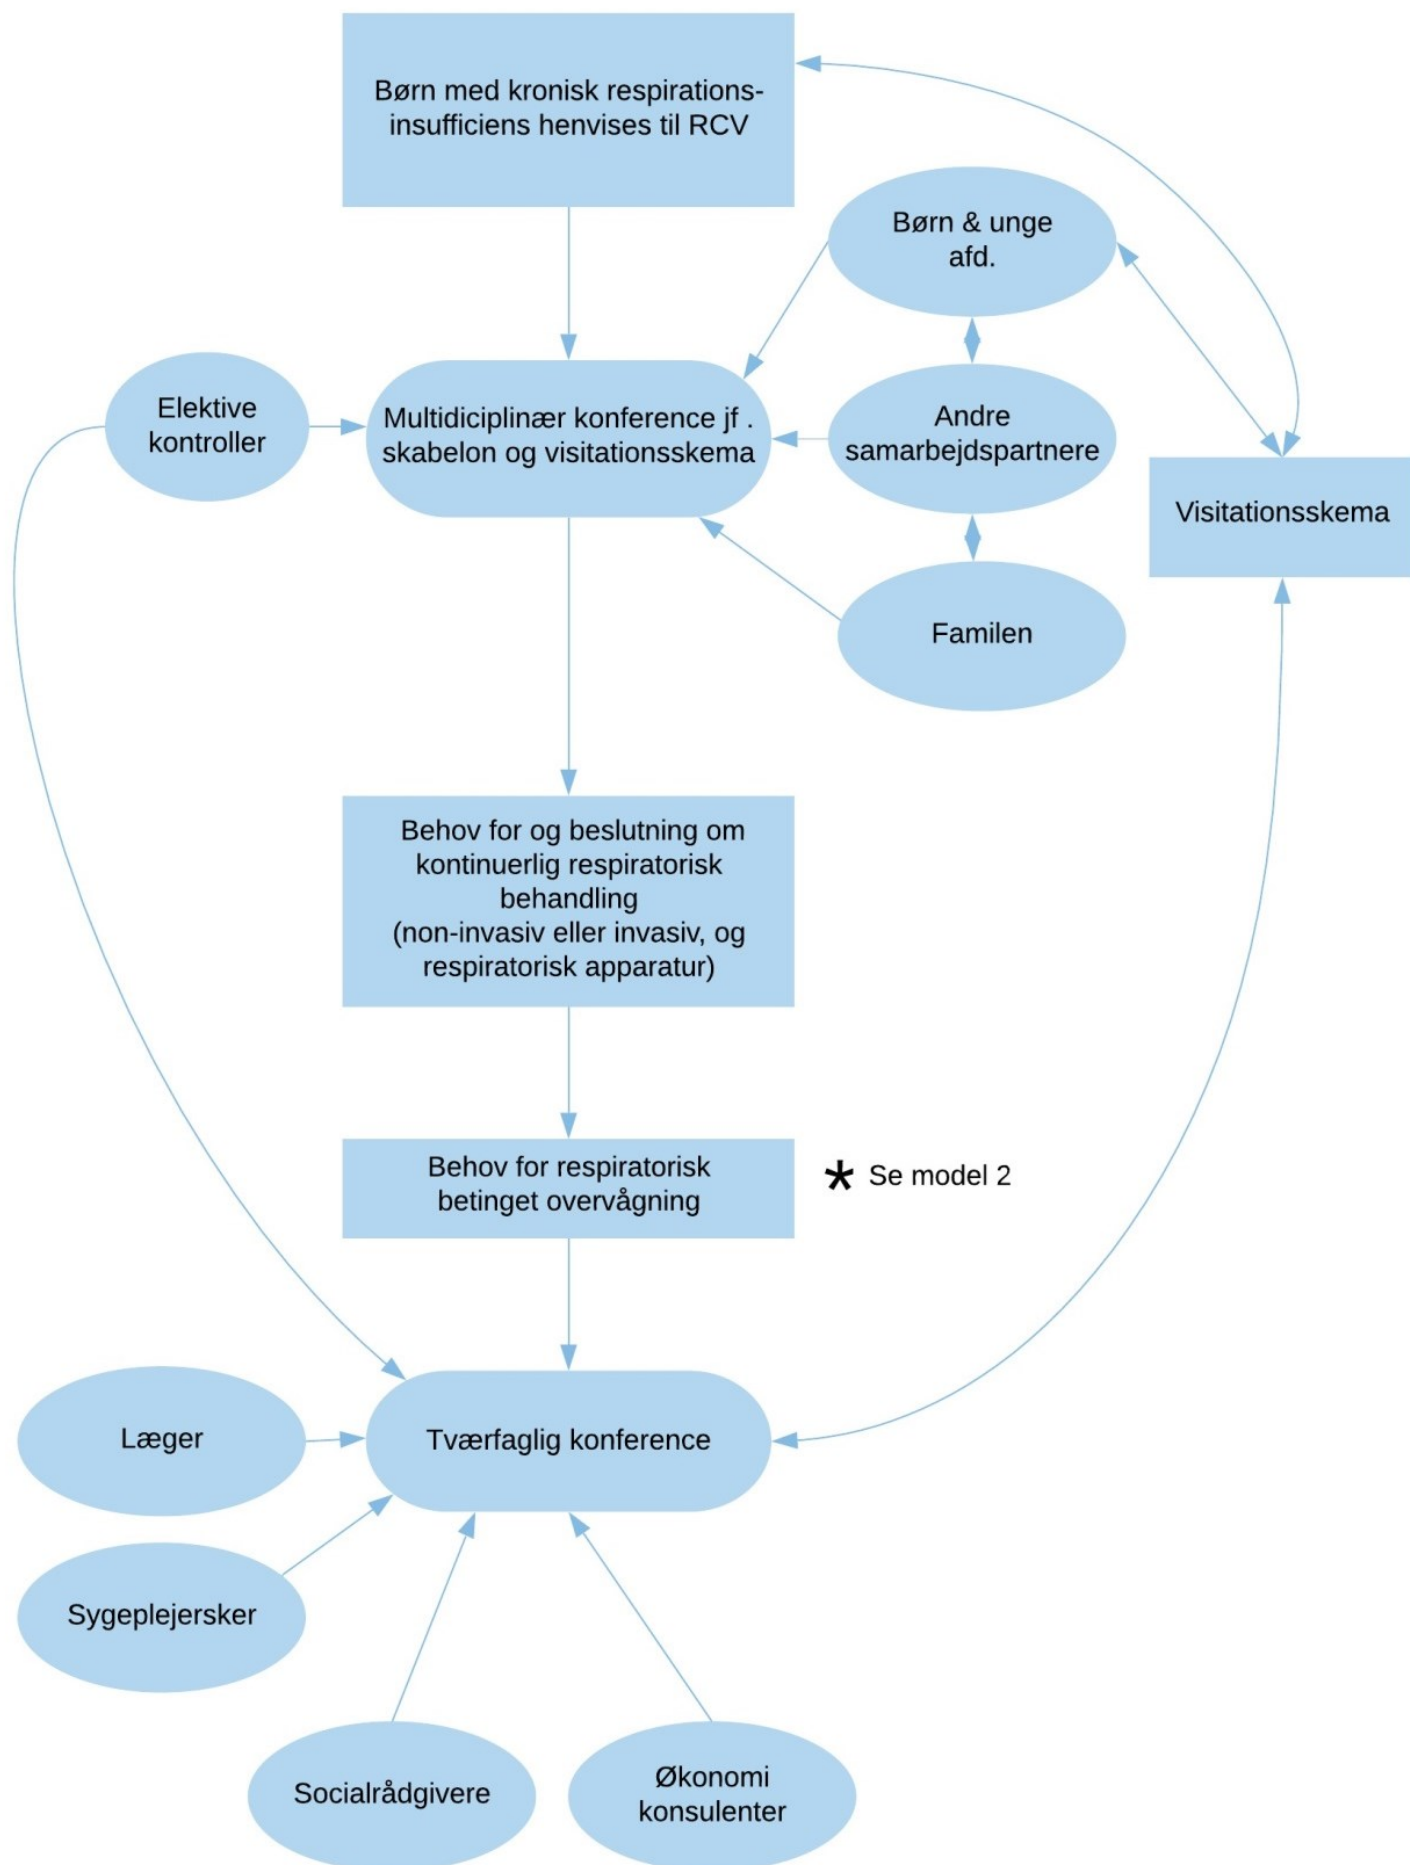 Børn med kronisk respirations-
insufficiens henvises til RCV
Børn & unge
afd.
Elektive
kontroller
Multidiciplinær konference jf .
skabelon og visitationsskema
Andre
samarbejdspartnere
Visitationsskema
Familen
Behov for og beslutning om
kontinuerlig respiratorisk
behandling
(non-invasiv eller invasiv, og
respiratorisk apparatur)
Behov for respiratorisk
betinget overvågning
* Se model 2
Læger
Tværfaglig konference
Sygeplejersker
Socialrådgivere
Økonomi
konsulenter